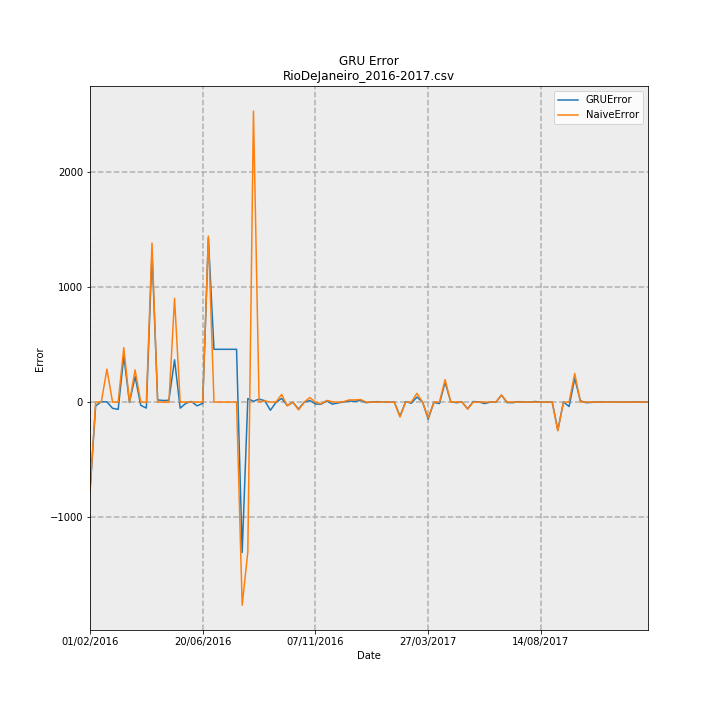 GRU Error
RioDeJaneiro_2016-2017.csv
GRUError
NaiveError
2000
1000
0
−1000
Error
01/02/2016 20/06/2016 07/11/2016 27/03/2017 14/08/2017
Date